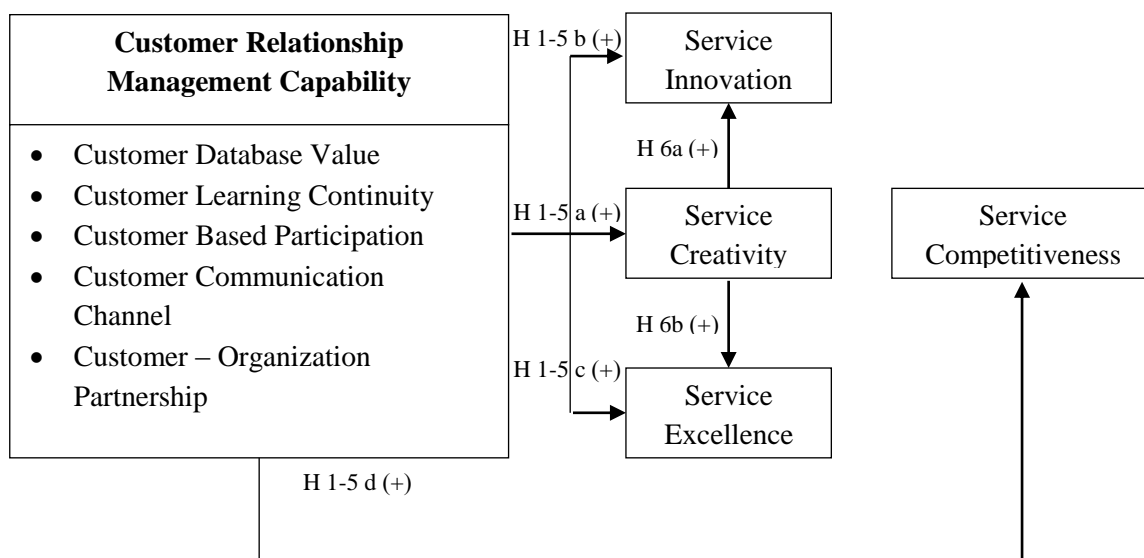 Customer Relationship
Management Capability
• Customer Database Value
• Customer Learning Continuity
• Customer Based Participation
• Customer Communication
Channel
• Customer – Organization
Partnership
H 1-5 b (+)
H 1-5 a (+)
H 1-5 c (+)
H 1-5 d (+)
Service
Innovation
H 6a (+)
Service
Creativity
H 6b (+)
Service
Excellence
Service
Competitiveness